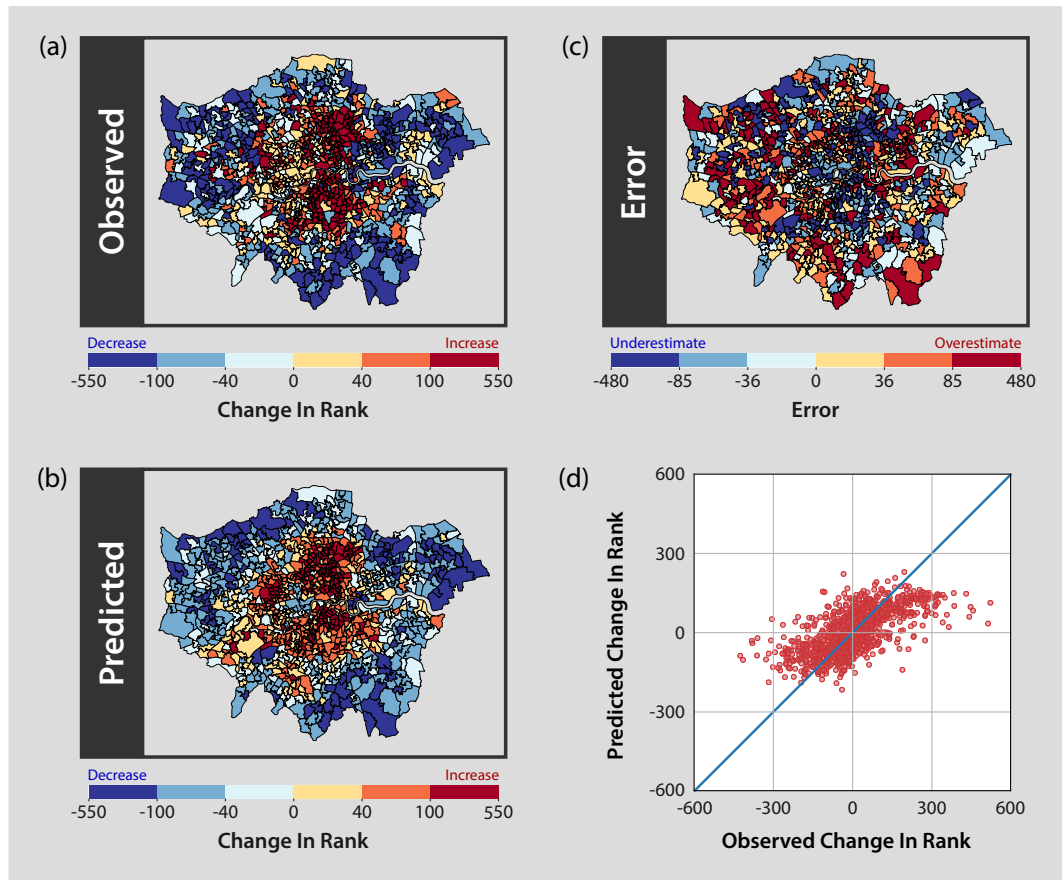 (a)
Observed
Decrease
Increase
-550 -100 -40 0 40 100 550
Change In Rank
(c)
Error
Underestimate
Overestimate
-480 -85 -36 0 36 85 480
Error
(b)
Predicted
Decrease
Increase
-550 -100 -40 0 40 100 550
Change In Rank
(d)
Predicted Change In Rank
600
300
0
-300
-600
-600 -300 0 300 600
Observed Change In Rank